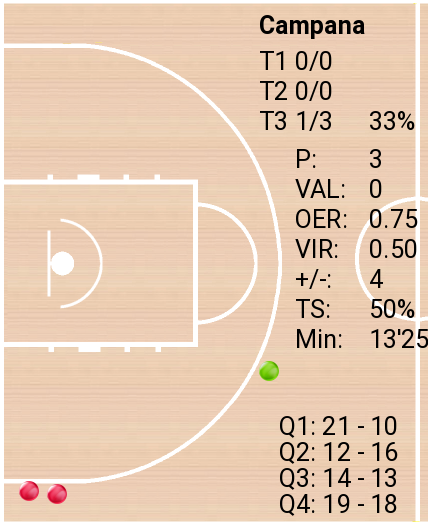 Campana
T1 0/0
T2 0/0
T3 1/3 33%
P: 3
VAL: 0
OER: 0.75
VIR: 0.50
+/-: 4
TS: 50%
Min: 13'25
Q1: 21 - 10
Q2: 12 - 16
Q3: 14 - 13
Q4: 19 - 18